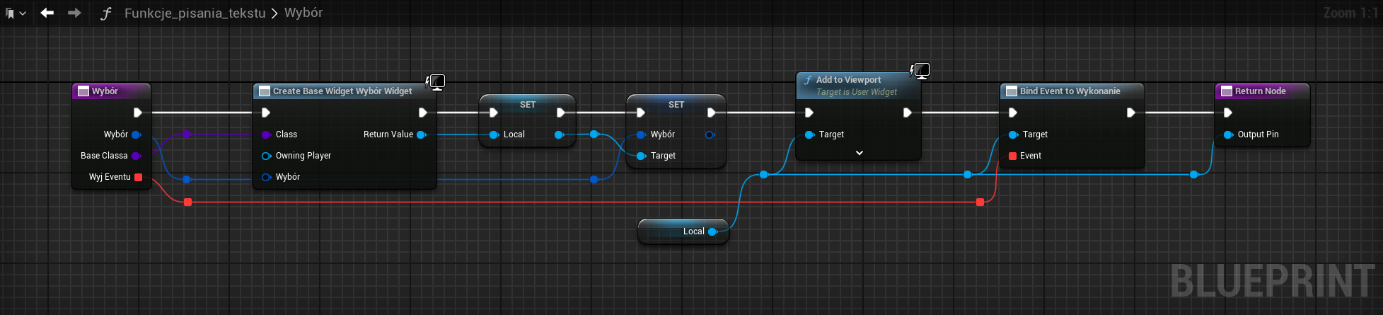 Funkcje_pisania_tekstu > Wybór
Zoom 1:1
Wybór
Wybór
Base Classa
Wyj Eventu
Create Base Widget Wybór Widget
Class
Return Value
Owning Player
Wybór
SET
Local
SET
Wybór
Target
Add to Viewport
Target is User Widget
Target
Bind Event to Wykonanie
Target
Event
Return Node
Output Pin
Local
BLUEPRINT